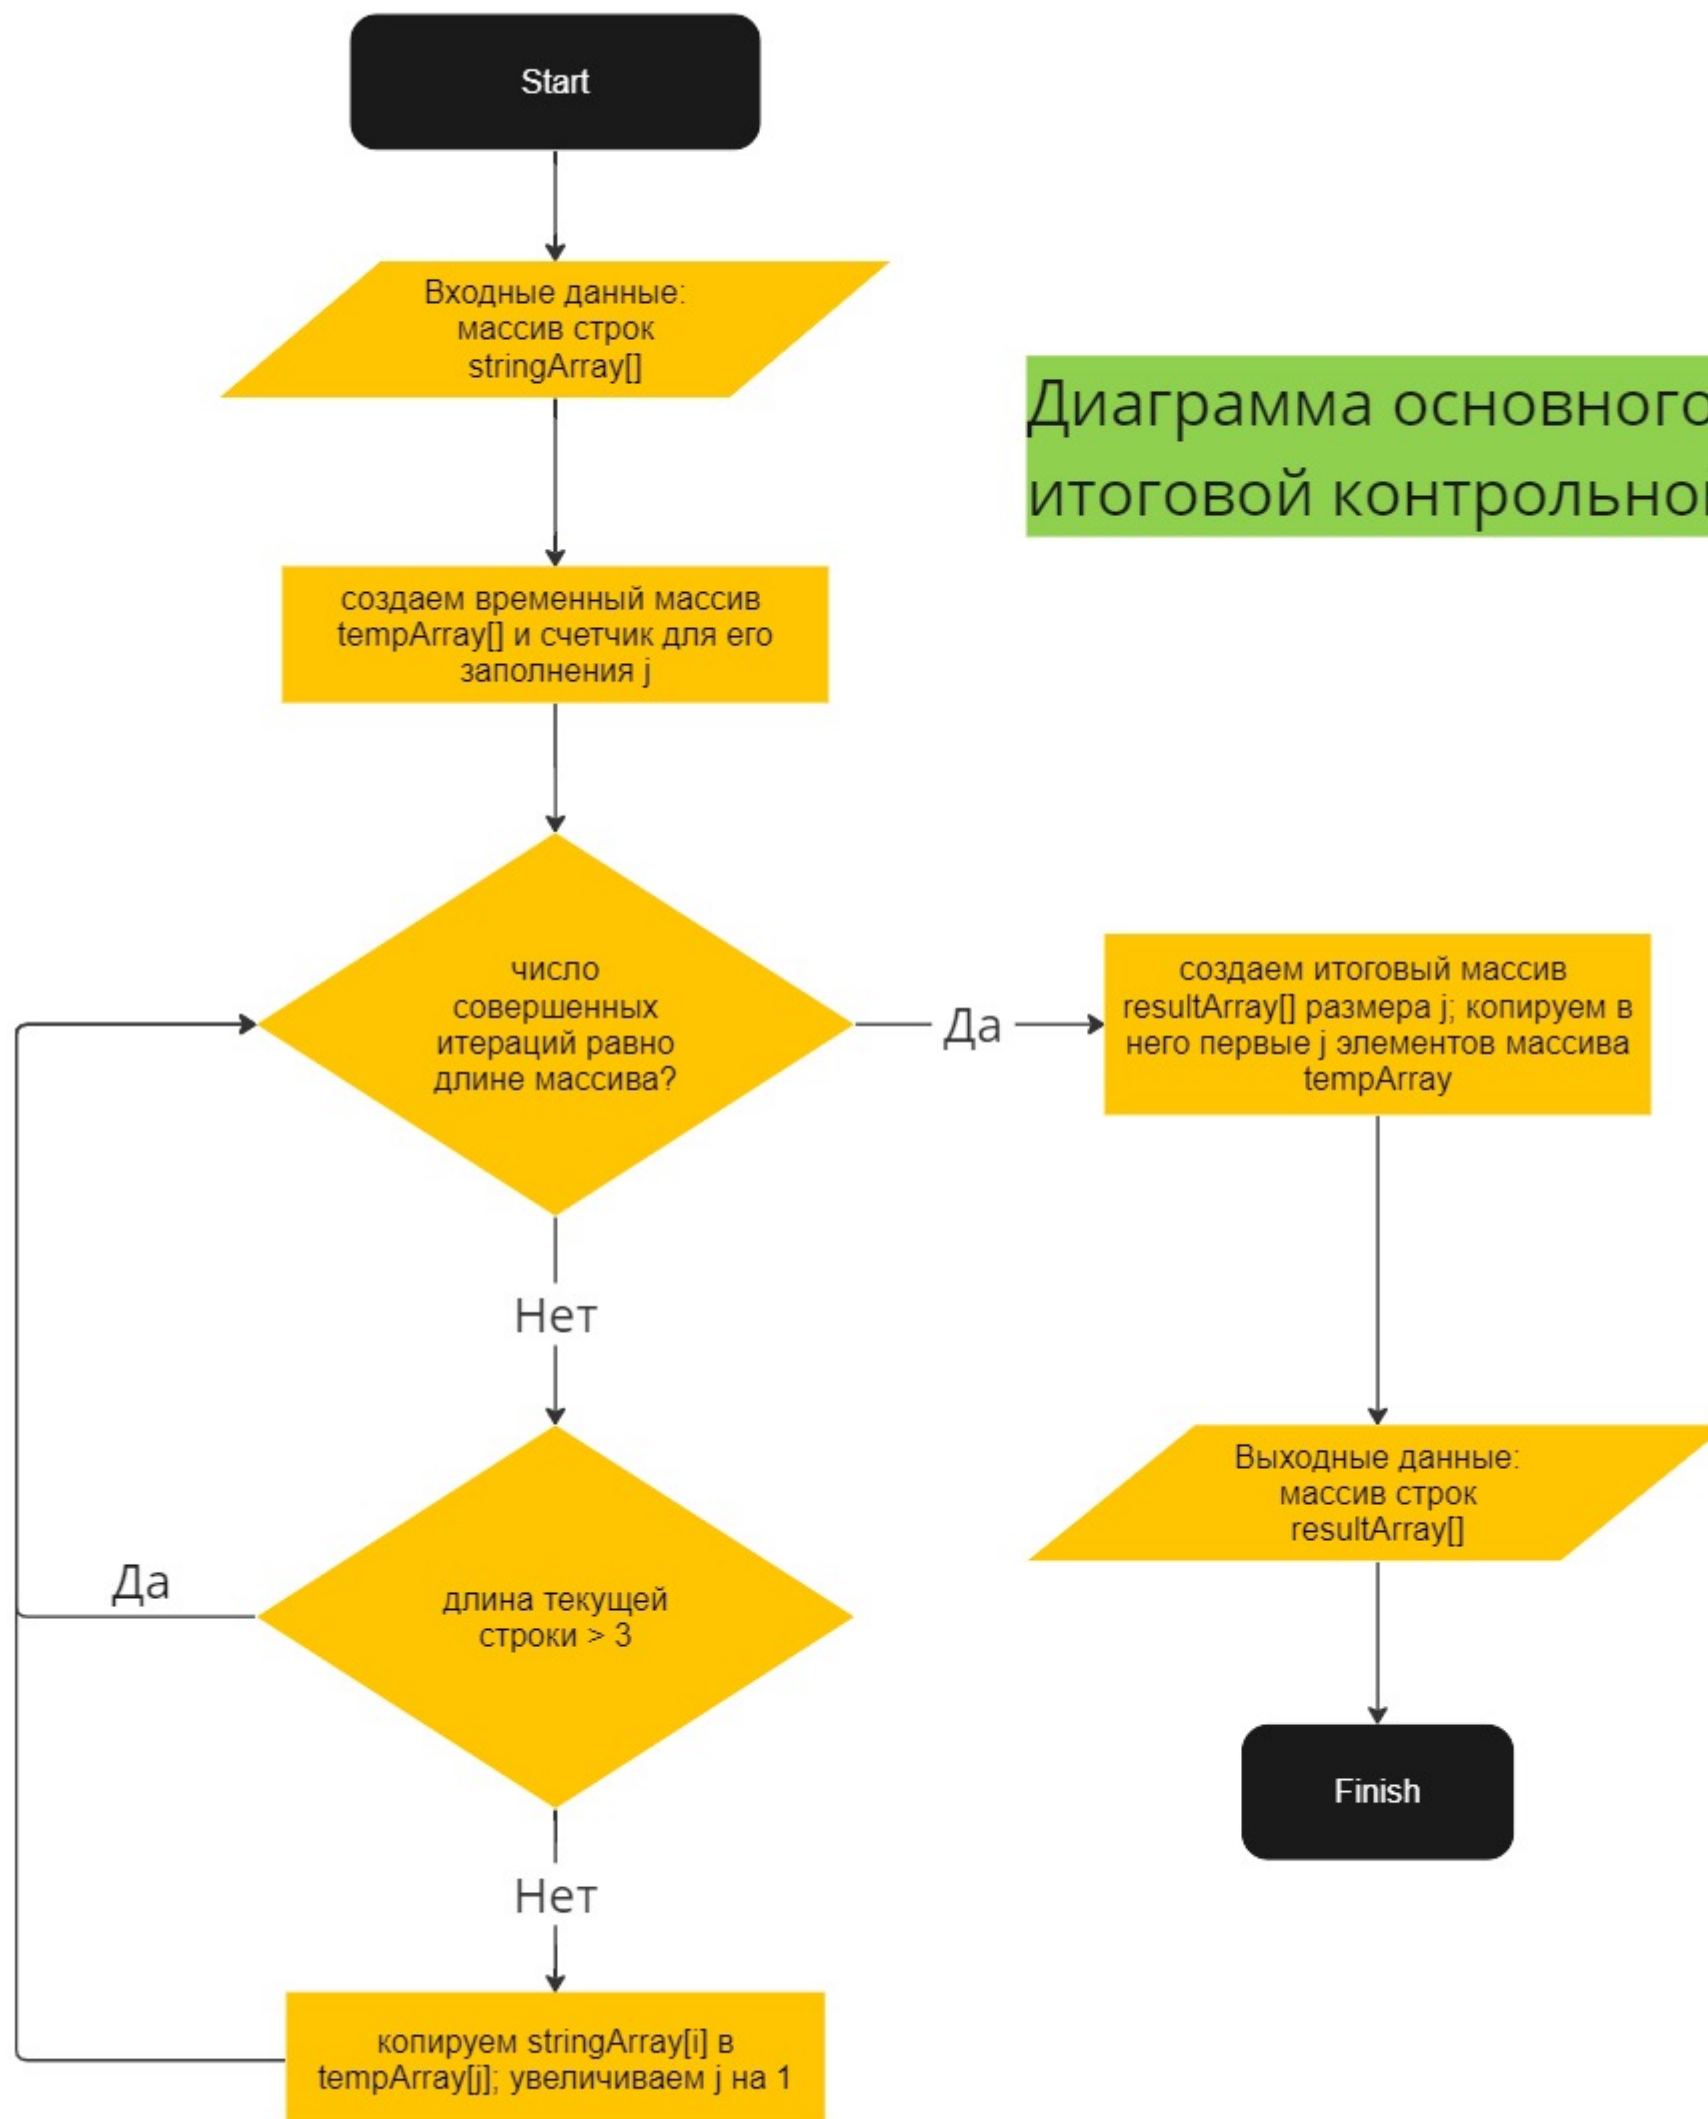 Start
Входные данные:
массив строк
stringArray[]
Диаграмма основного
итоговой контрольной
создаем временный массив
tempArray[] и счетчик для его
заполнения j
число
совершенных
итераций равно
длине массива?
Да
создаем итоговый массив
resultArray[] размера j; копируем в
него первые j элементов массива
tempArray
Нет
Выходные данные:
массив строк
resultArray[]
Да
длина текущей
строки > 3
Finish
Нет
копируем stringArray[i] в
tempArray[j]; увеличиваем j на 1